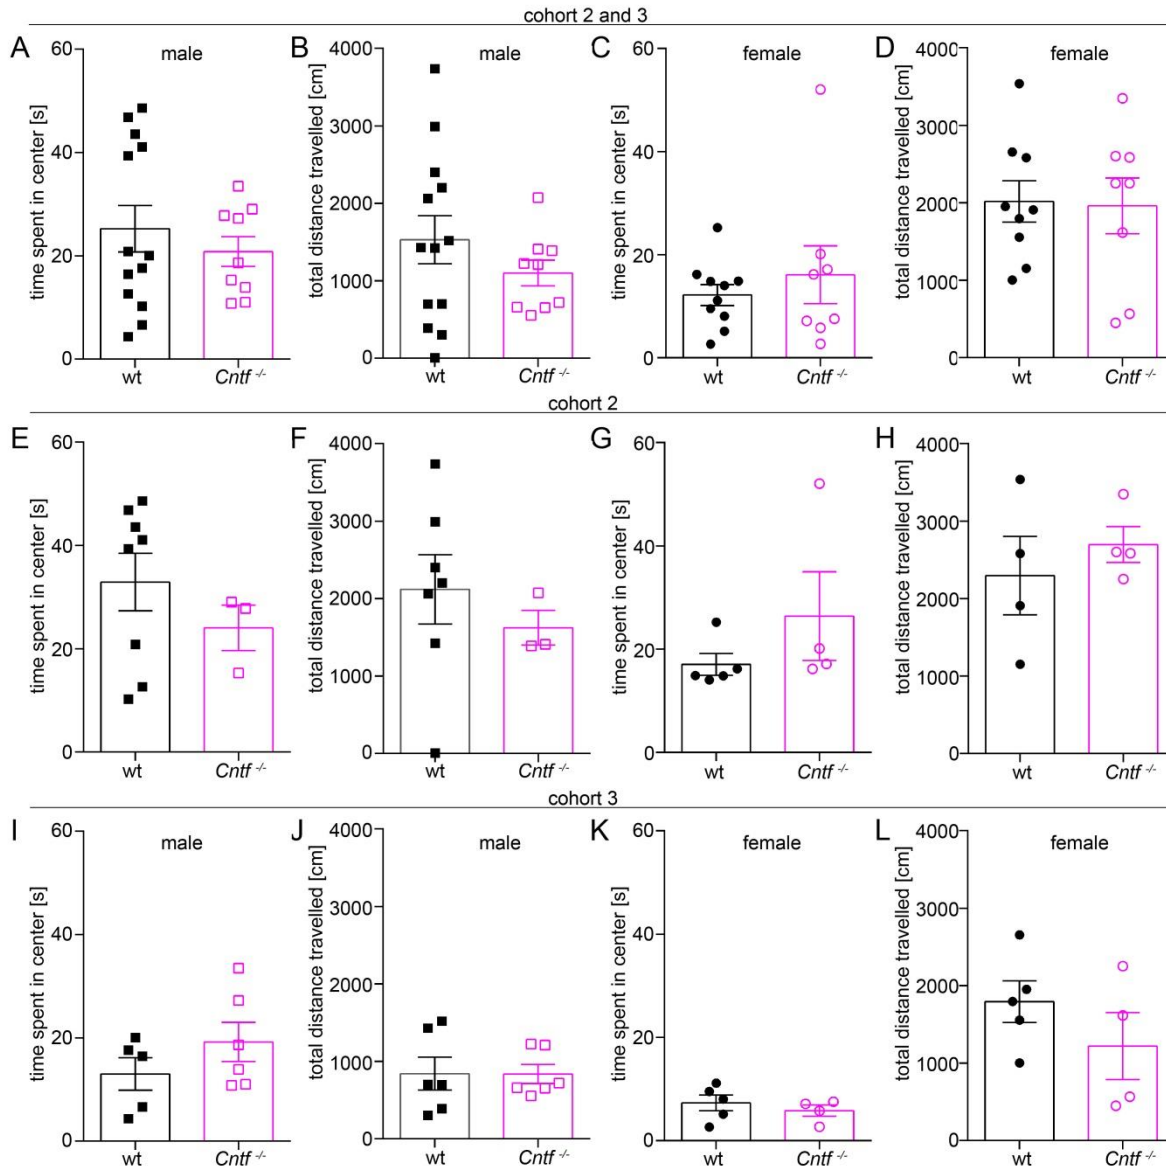 cohort 2 and 3
A
male
time spent in center [s]
60
40
20
0
wt
Cntf -/-
B
male
total distance travelled [cm]
4000
3000
2000
1000
0
wt
Cntf -/-
C
female
time spent in center [s]
60
40
20
0
wt
Cntf -/-
D
female
total distance travelled [cm]
4000
3000
2000
1000
0
wt
Cntf -/-
cohort 2
E
time spent in center [s]
60
40
20
0
wt
Cntf -/-
F
total distance travelled [cm]
4000
3000
2000
1000
0
wt
Cntf -/-
G
time spent in center [s]
60
40
20
0
wt
Cntf -/-
H
total distance travelled [cm]
4000
3000
2000
1000
0
wt
Cntf -/-
cohort 3
I
male
time spent in center [s]
60
40
20
0
wt
Cntf -/-
J
male
total distance travelled [cm]
4000
3000
2000
1000
0
wt
Cntf -/-
K
female
time spent in center [s]
60
40
20
0
wt
Cntf -/-
L
female
total distance travelled [cm]
4000
3000
2000
1000
0
wt
Cntf -/-